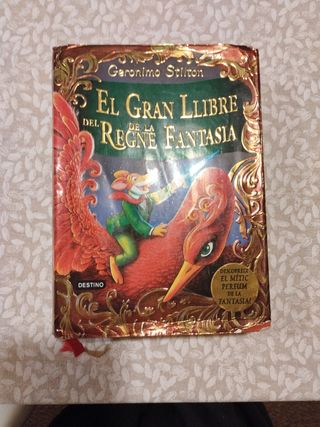 Geronimo Stilton
EL GRAN LLIBRE
DEL REGNE DE LA FANTASIA
DESTINO
DESCOBREIX
EL MÍTIC
PERFUM
DE LA
FANTASIA!